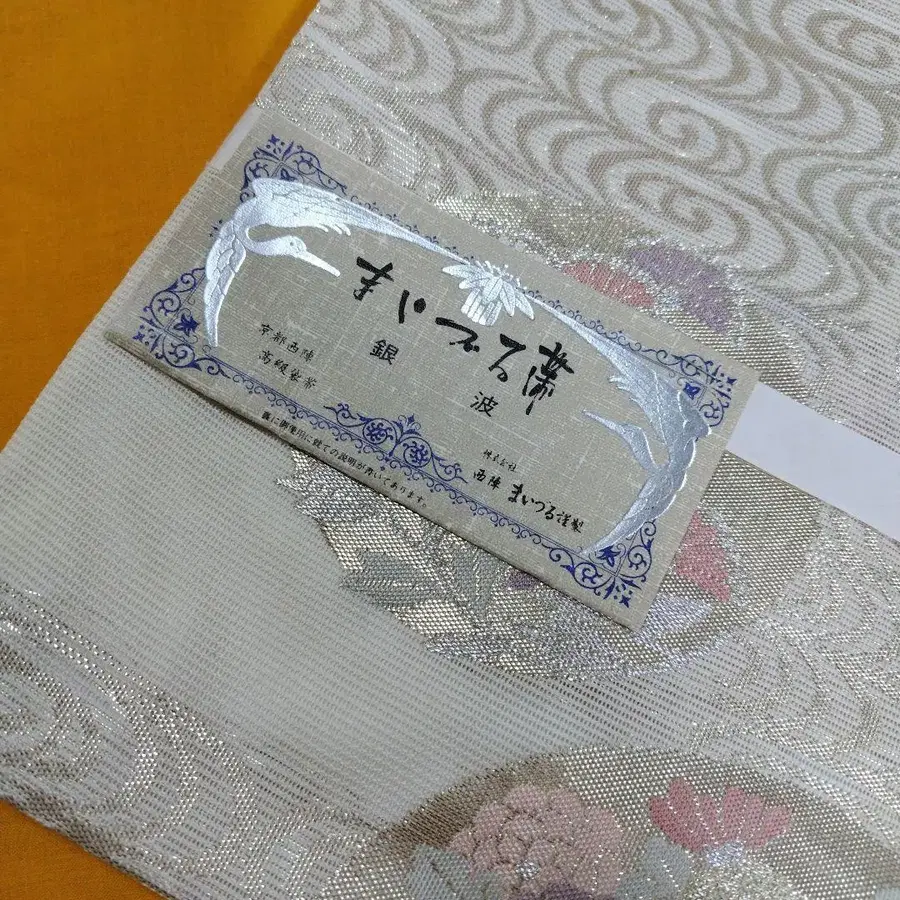 まいづる帯
銀波
京都西陣
高級袋帯
株式会社
西陣 まいづる謹製
裏に御使用に就ての説明が書いてあります。